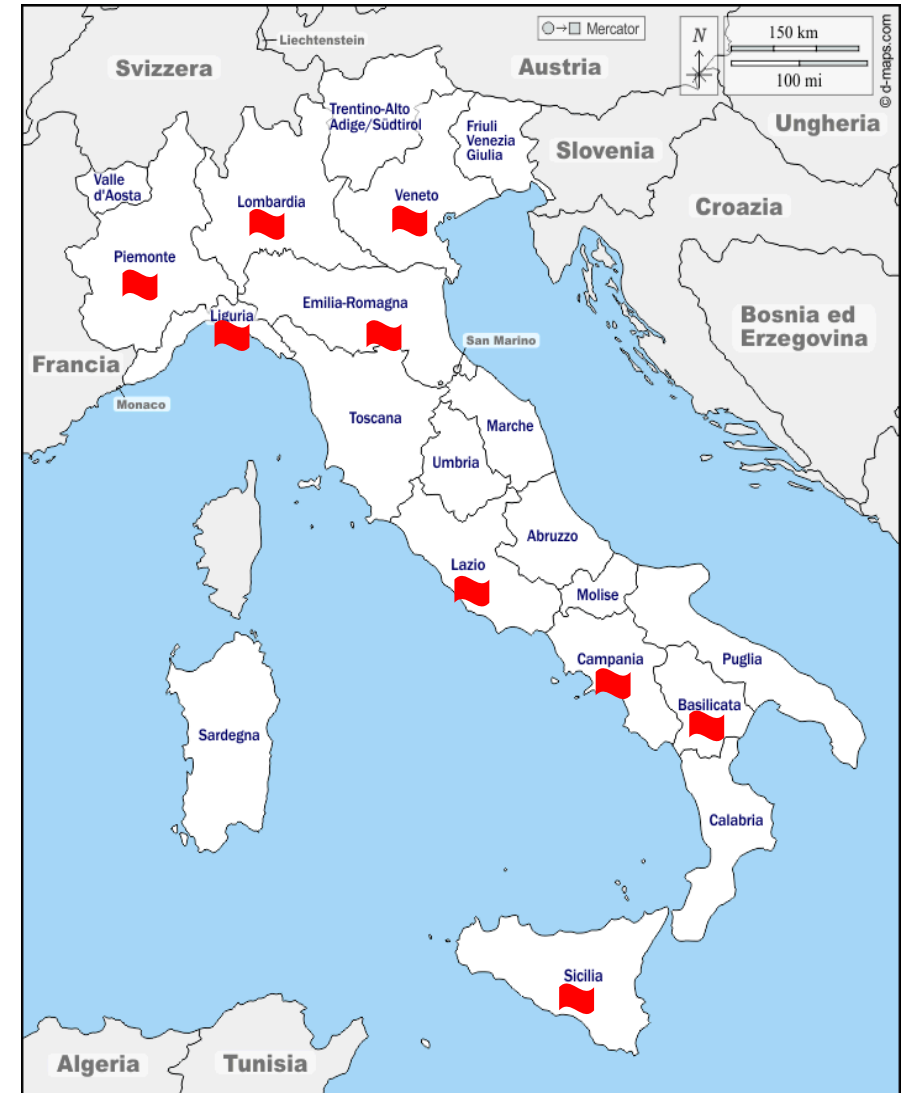 Liechtenstein
Mercator
N
150 km
100 mi
© d-maps.com
Svizzera
Austria
Trentino-Alto
Adige/Südtirol
Friuli
Venezia
Giulia
Ungheria
Slovenia
Valle
d'Aosta
Lombardia
Veneto
Croazia
Piemonte
Emilia-Romagna
Liguria
Bosnia ed
Erzegovina
San Marino
Francia
Monaco
Toscana
Marche
Umbria
Abruzzo
Lazio
Molise
Campania
Puglia
Basilicata
Sardegna
Calabria
Sicilia
Algeria
Tunisia